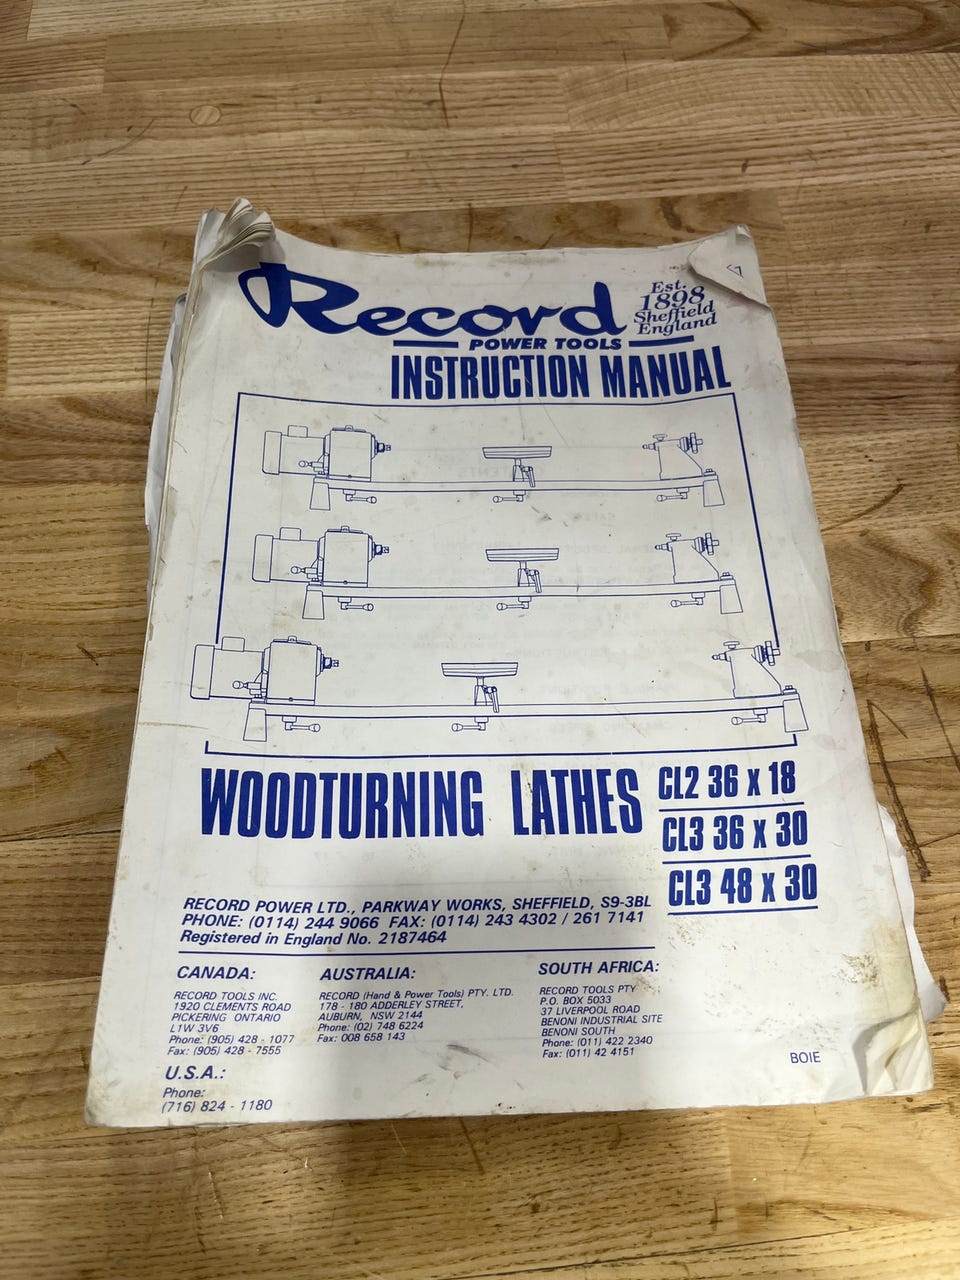 Record
POWER TOOLS
Est.
1898
Sheffield
England
INSTRUCTION MANUAL
WOODTURNING LATHES
CL2 36 x 18
CL3 36 x 30
CL3 48 x 30
RECORD POWER LTD., PARKWAY WORKS, SHEFFIELD, S9-3BL
PHONE: (0114) 244 9066 FAX: (0114) 243 4302 / 261 7141
Registered in England No. 2187464
CANADA:
RECORD TOOLS INC.
1920 CLEMENTS ROAD
PICKERING ONTARIO
L1W 3V6
Phone: (905) 428 - 1077
Fax: (905) 428 - 7555
U.S.A.:
Phone:
(716) 824 - 1180
AUSTRALIA:
RECORD (Hand & Power Tools) PTY. LTD.
178 - 180 ADDERLEY STREET,
AUBURN, NSW 2144
Phone: (02) 748 6224
Fax: 008 658 143
SOUTH AFRICA:
RECORD TOOLS PTY
P.O. BOX 5033
37 LIVERPOOL ROAD
BENONI INDUSTRIAL SITE
BENONI SOUTH
Phone: (011) 422 2340
Fax: (011) 42 4151
BOIE